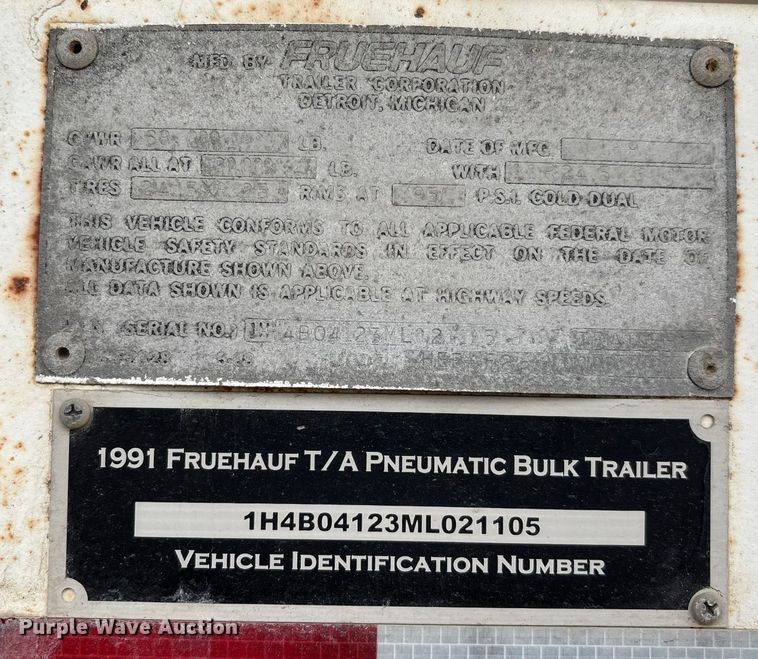 MFD BY FRUEHAUF
TRAILER CORPORATION
DETROIT, MICHIGAN
GVWR LB. DATE OF MFG
GAWR ALL AT LB. WITH
TIRES RIMS AT 95 P.S.I. COLD DUAL
THIS VEHICLE CONFORMS TO ALL APPLICABLE FEDERAL MOTOR
VEHICLE SAFETY STANDARDS IN EFFECT ON THE DATE OF
MANUFACTURE SHOWN ABOVE.
ALL DATA SHOWN IS APPLICABLE AT HIGHWAY SPEEDS.
(SERIAL NO.)
1991 FRUEHAUF T/A PNEUMATIC BULK TRAILER
1H4B04123ML021105
VEHICLE IDENTIFICATION NUMBER
Purple Wave Auction